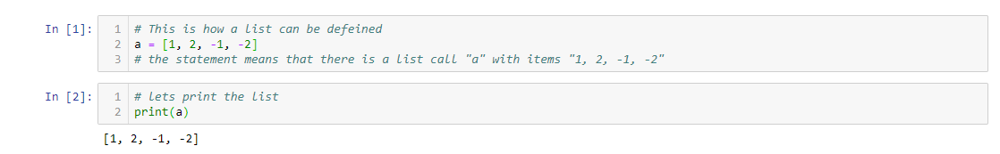 In [1]: 1 # This is how a list can be defeined
2 a = [1, 2, -1, -2]
3 # the statement means that there is a list call "a" with items "1, 2, -1, -2"
In [2]: 1 # lets print the list
2 print(a)
[1, 2, -1, -2]